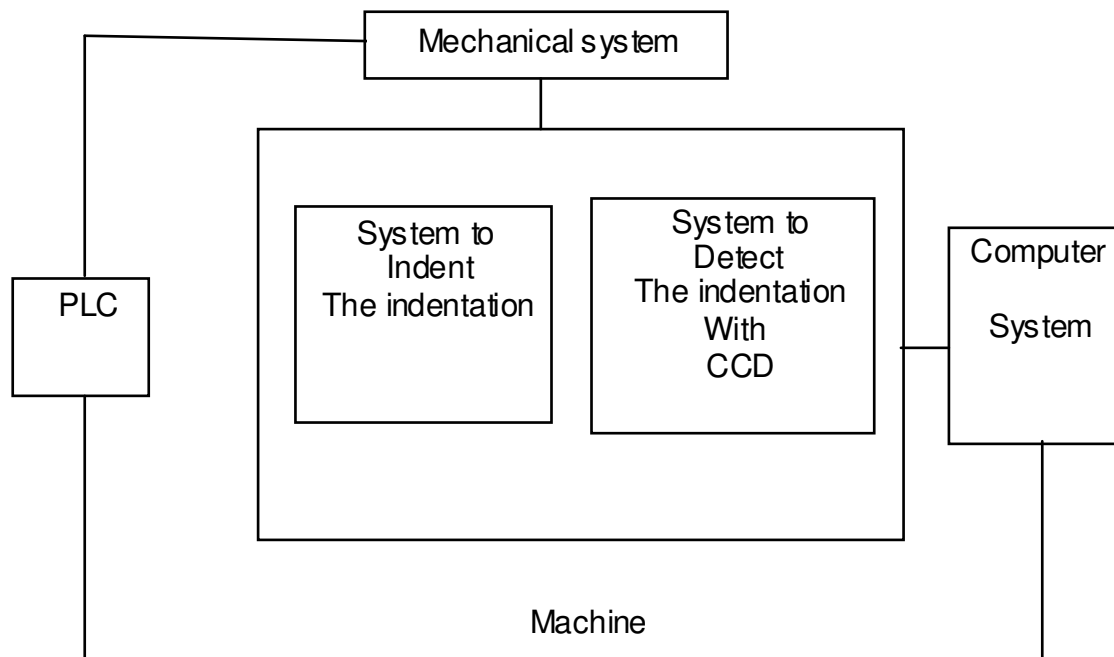 Mechanical system
System to
Indent
The indentation
System to
Detect
The indentation
With
CCD
Computer
System
PLC
Machine